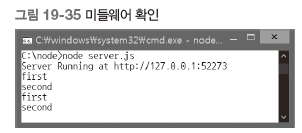 그림 19-35 미들웨어 확인
C:\windows\system32\cmd.exe - node...
C:\node>node server.js
Server Running at http://127.0.0.1:52273
first
second
first
second